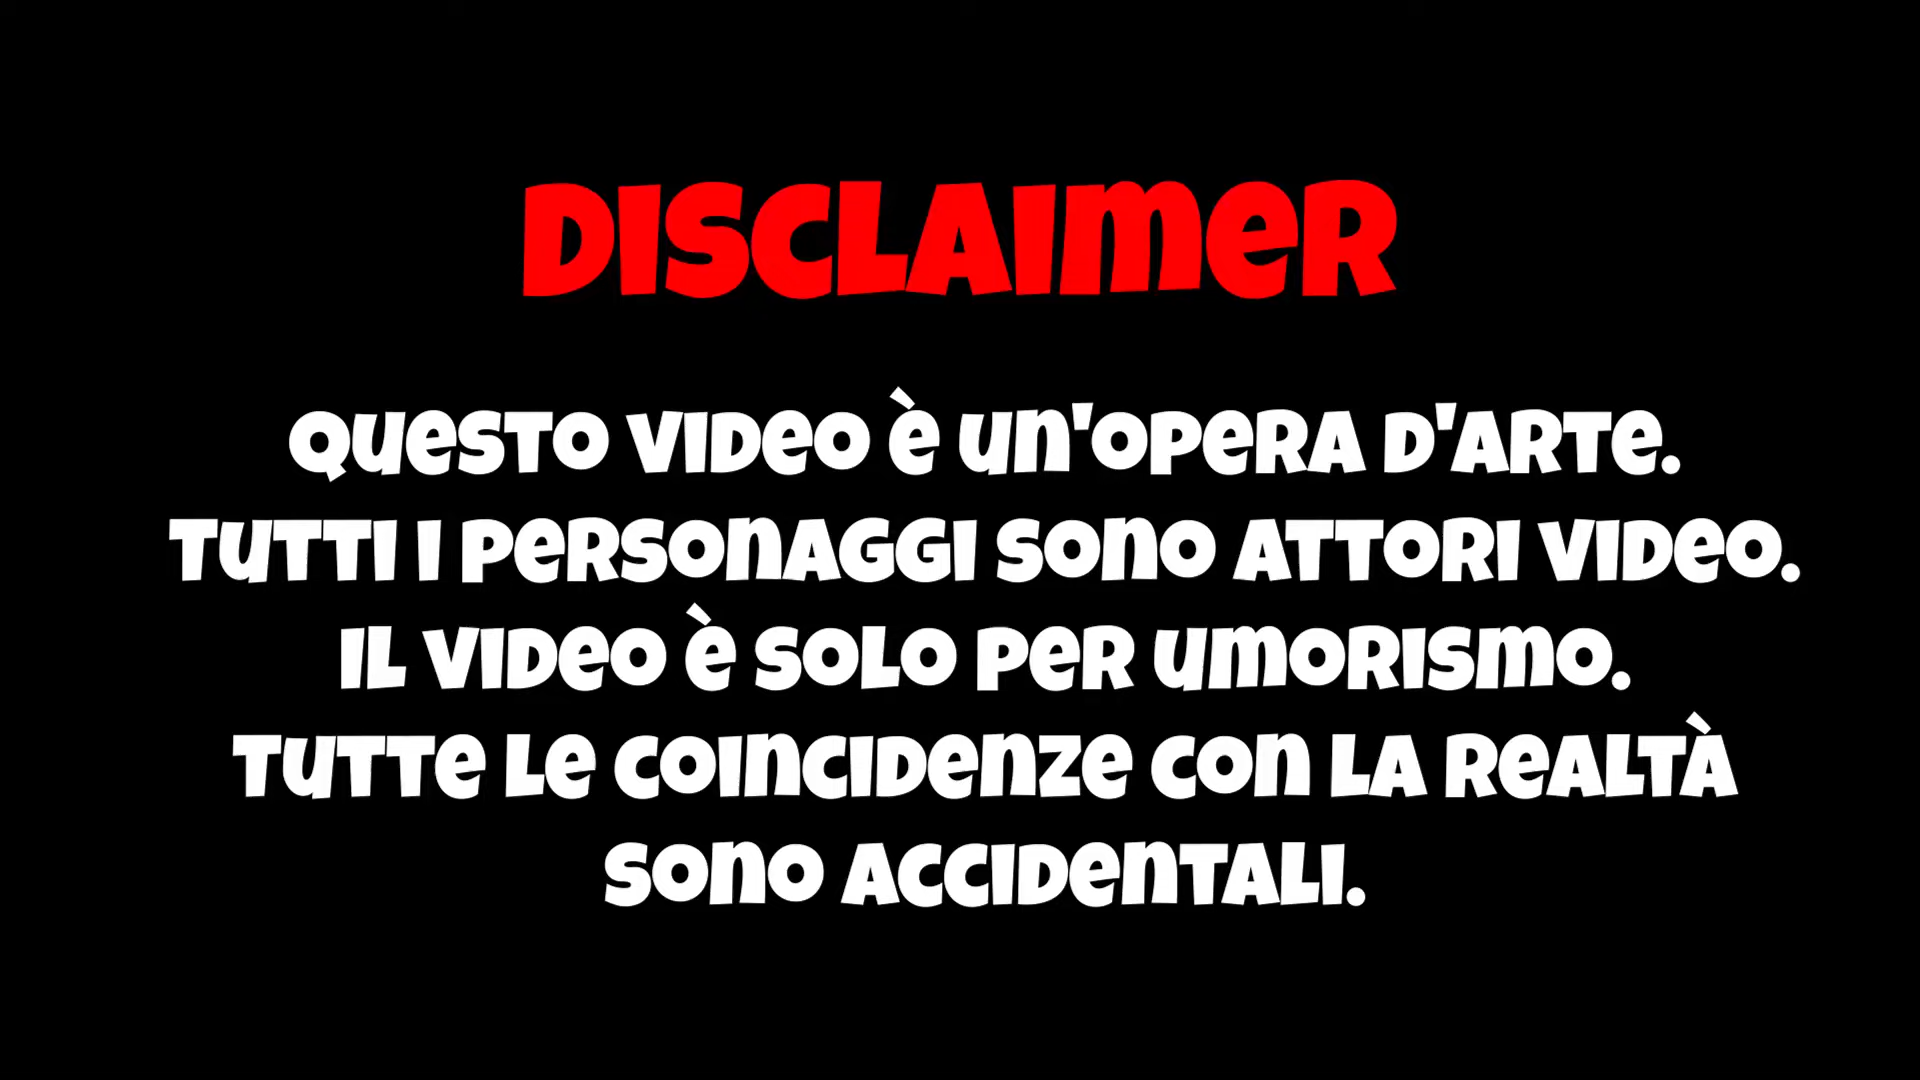 DISCLAIMER
QUESTO VIDEO È UN'OPERA D'ARTE.
TUTTI I PERSONAGGI SONO ATTORI VIDEO.
IL VIDEO È SOLO PER UMORISMO.
TUTTE LE COINCIDENZE CON LA REALTÀ
SONO ACCIDENTALI.